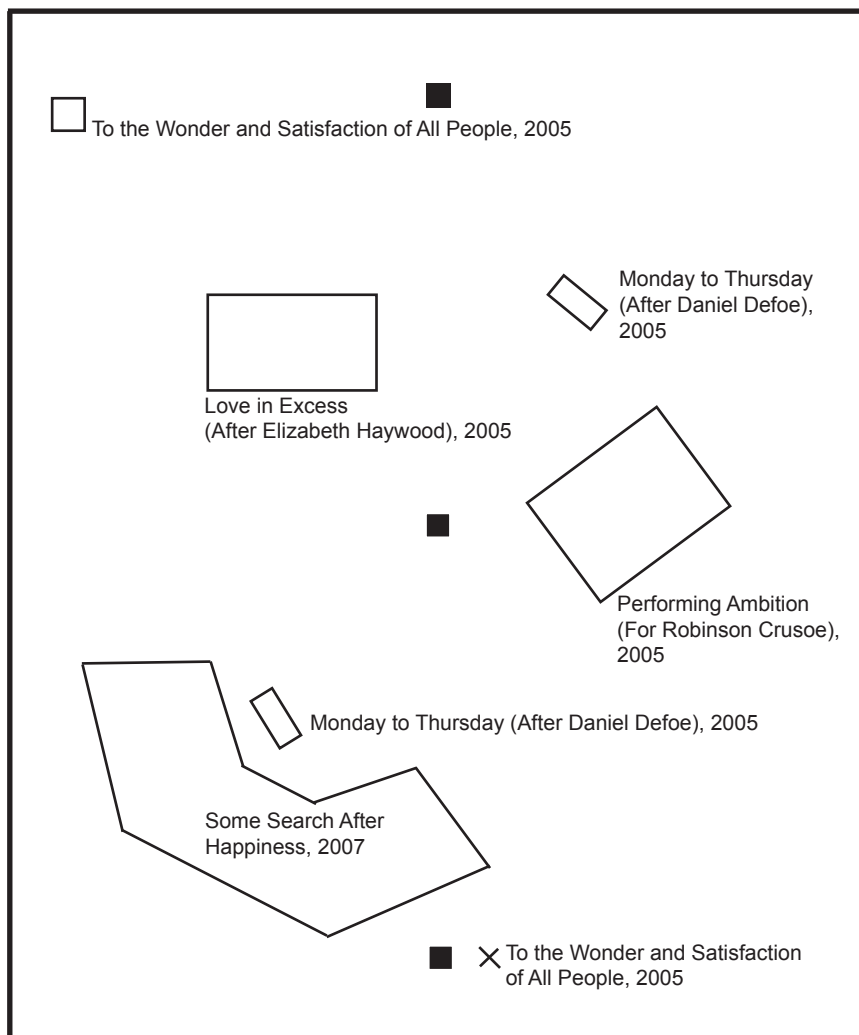 To the Wonder and Satisfaction of All People, 2005
Monday to Thursday
(After Daniel Defoe),
2005
Love in Excess
(After Elizabeth Haywood), 2005
Performing Ambition
(For Robinson Crusoe),
2005
Monday to Thursday (After Daniel Defoe), 2005
Some Search After
Happiness, 2007
To the Wonder and Satisfaction
of All People, 2005